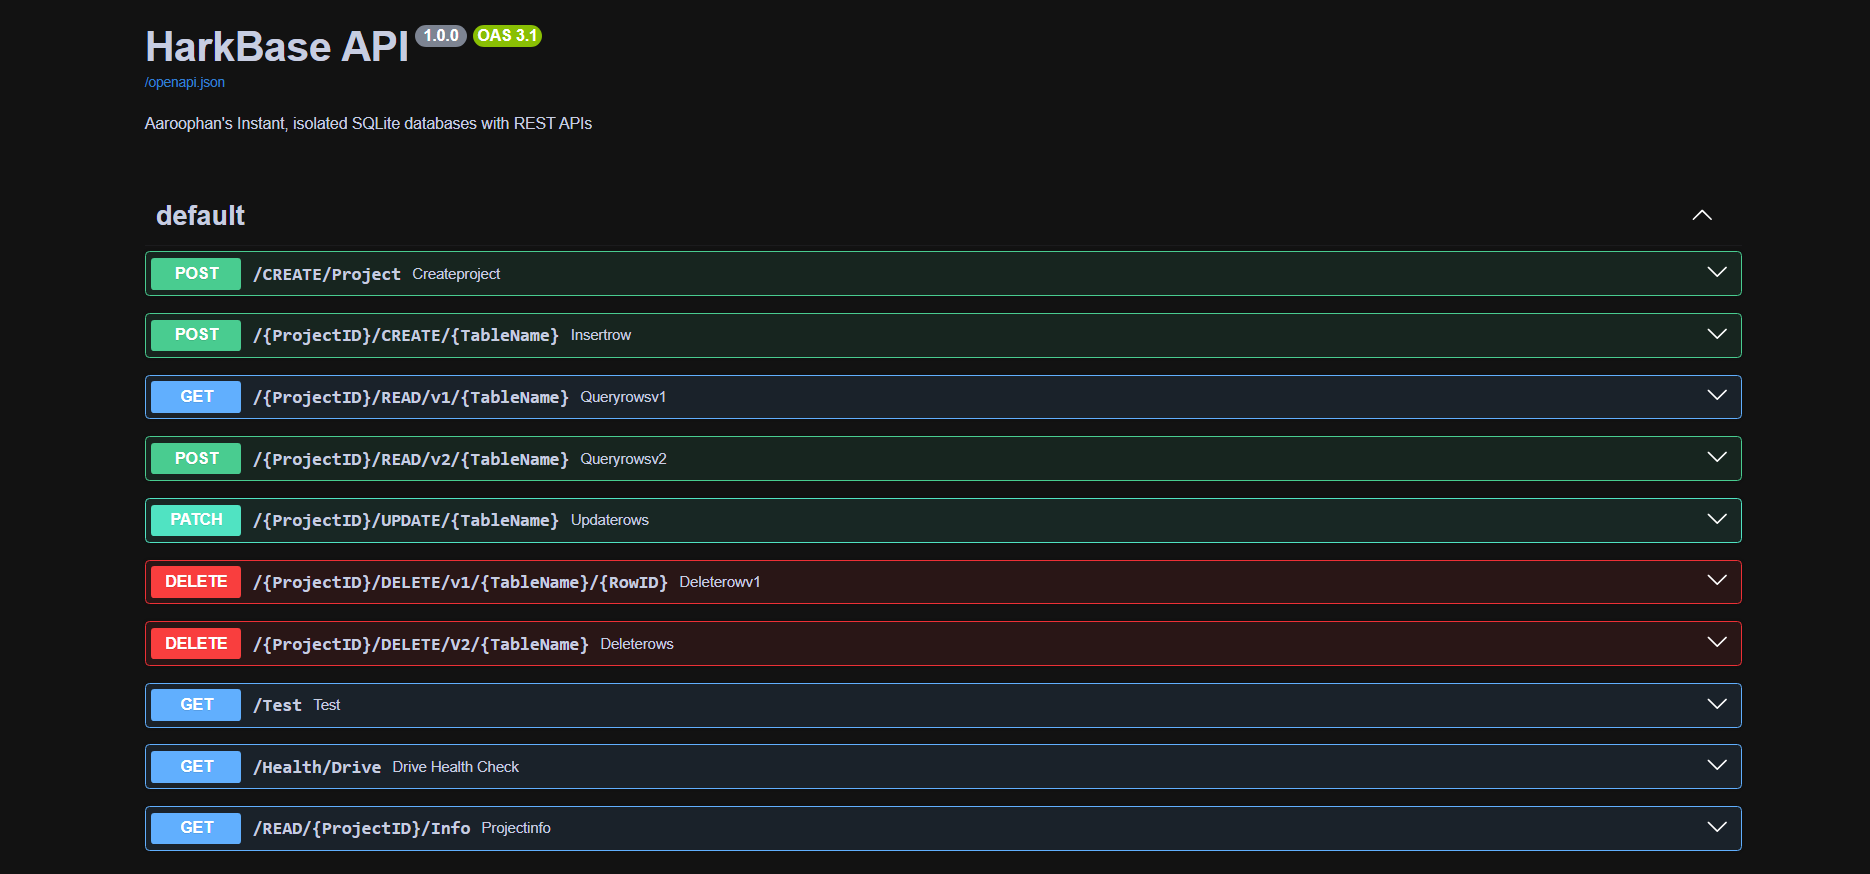 HarkBase API 1.0.0 OAS 3.1
/openapi.json
Aaroophan's Instant, isolated SQLite databases with REST APIs
default
POST /CREATE/Project Createproject
POST /{ProjectID}/CREATE/{TableName} Insertrow
GET /{ProjectID}/READ/v1/{TableName} Queryrowsv1
POST /{ProjectID}/READ/v2/{TableName} Queryrowsv2
PATCH /{ProjectID}/UPDATE/{TableName} Updaterows
DELETE /{ProjectID}/DELETE/v1/{TableName}/{RowID} Deleterowv1
DELETE /{ProjectID}/DELETE/V2/{TableName} Deleterows
GET /Test Test
GET /Health/Drive Drive Health Check
GET /READ/{ProjectID}/Info Projectinfo